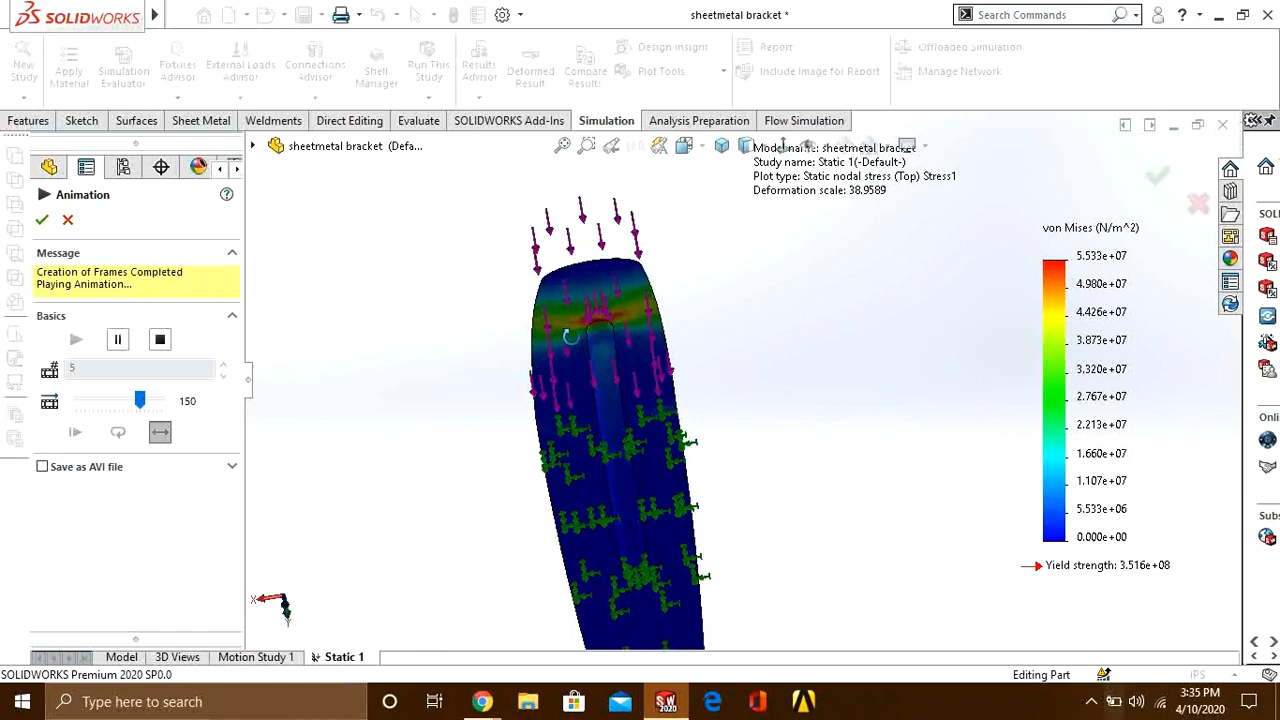 SOLIDWORKS
sheetmetal bracket *
Search Commands
New Study
Apply Material
Simulation Evaluator
Fixtures Advisor
External Loads Advisor
Connections Advisor
Shell Manager
Run This Study
Results Advisor
Deformed Result
Compare Results
Design Insight
Plot Tools
Report
Include Image for Report
Offloaded Simulation
Manage Network
Features
Sketch
Surfaces
Sheet Metal
Weldments
Direct Editing
Evaluate
SOLIDWORKS Add-Ins
Simulation
Analysis Preparation
Flow Simulation
sheetmetal bracket (Defa...
Model name: sheetmetal bracket
Study name: Static 1(-Default-)
Plot type: Static nodal stress (Top) Stress1
Deformation scale: 38.9589
Animation
Message
Creation of Frames Completed
Playing Animation...
Basics
5
150
Save as AVI file
von Mises (N/m^2)
5.533e+07
4.980e+07
4.426e+07
3.873e+07
3.320e+07
2.767e+07
2.213e+07
1.660e+07
1.107e+07
5.533e+06
0.000e+00
Yield strength: 3.516e+08
SOL
Onli
Subs
X
Model
3D Views
Motion Study 1
Static 1
SOLIDWORKS Premium 2020 SP0.0
Editing Part
IPS
Type here to search
3:35 PM
4/10/2020